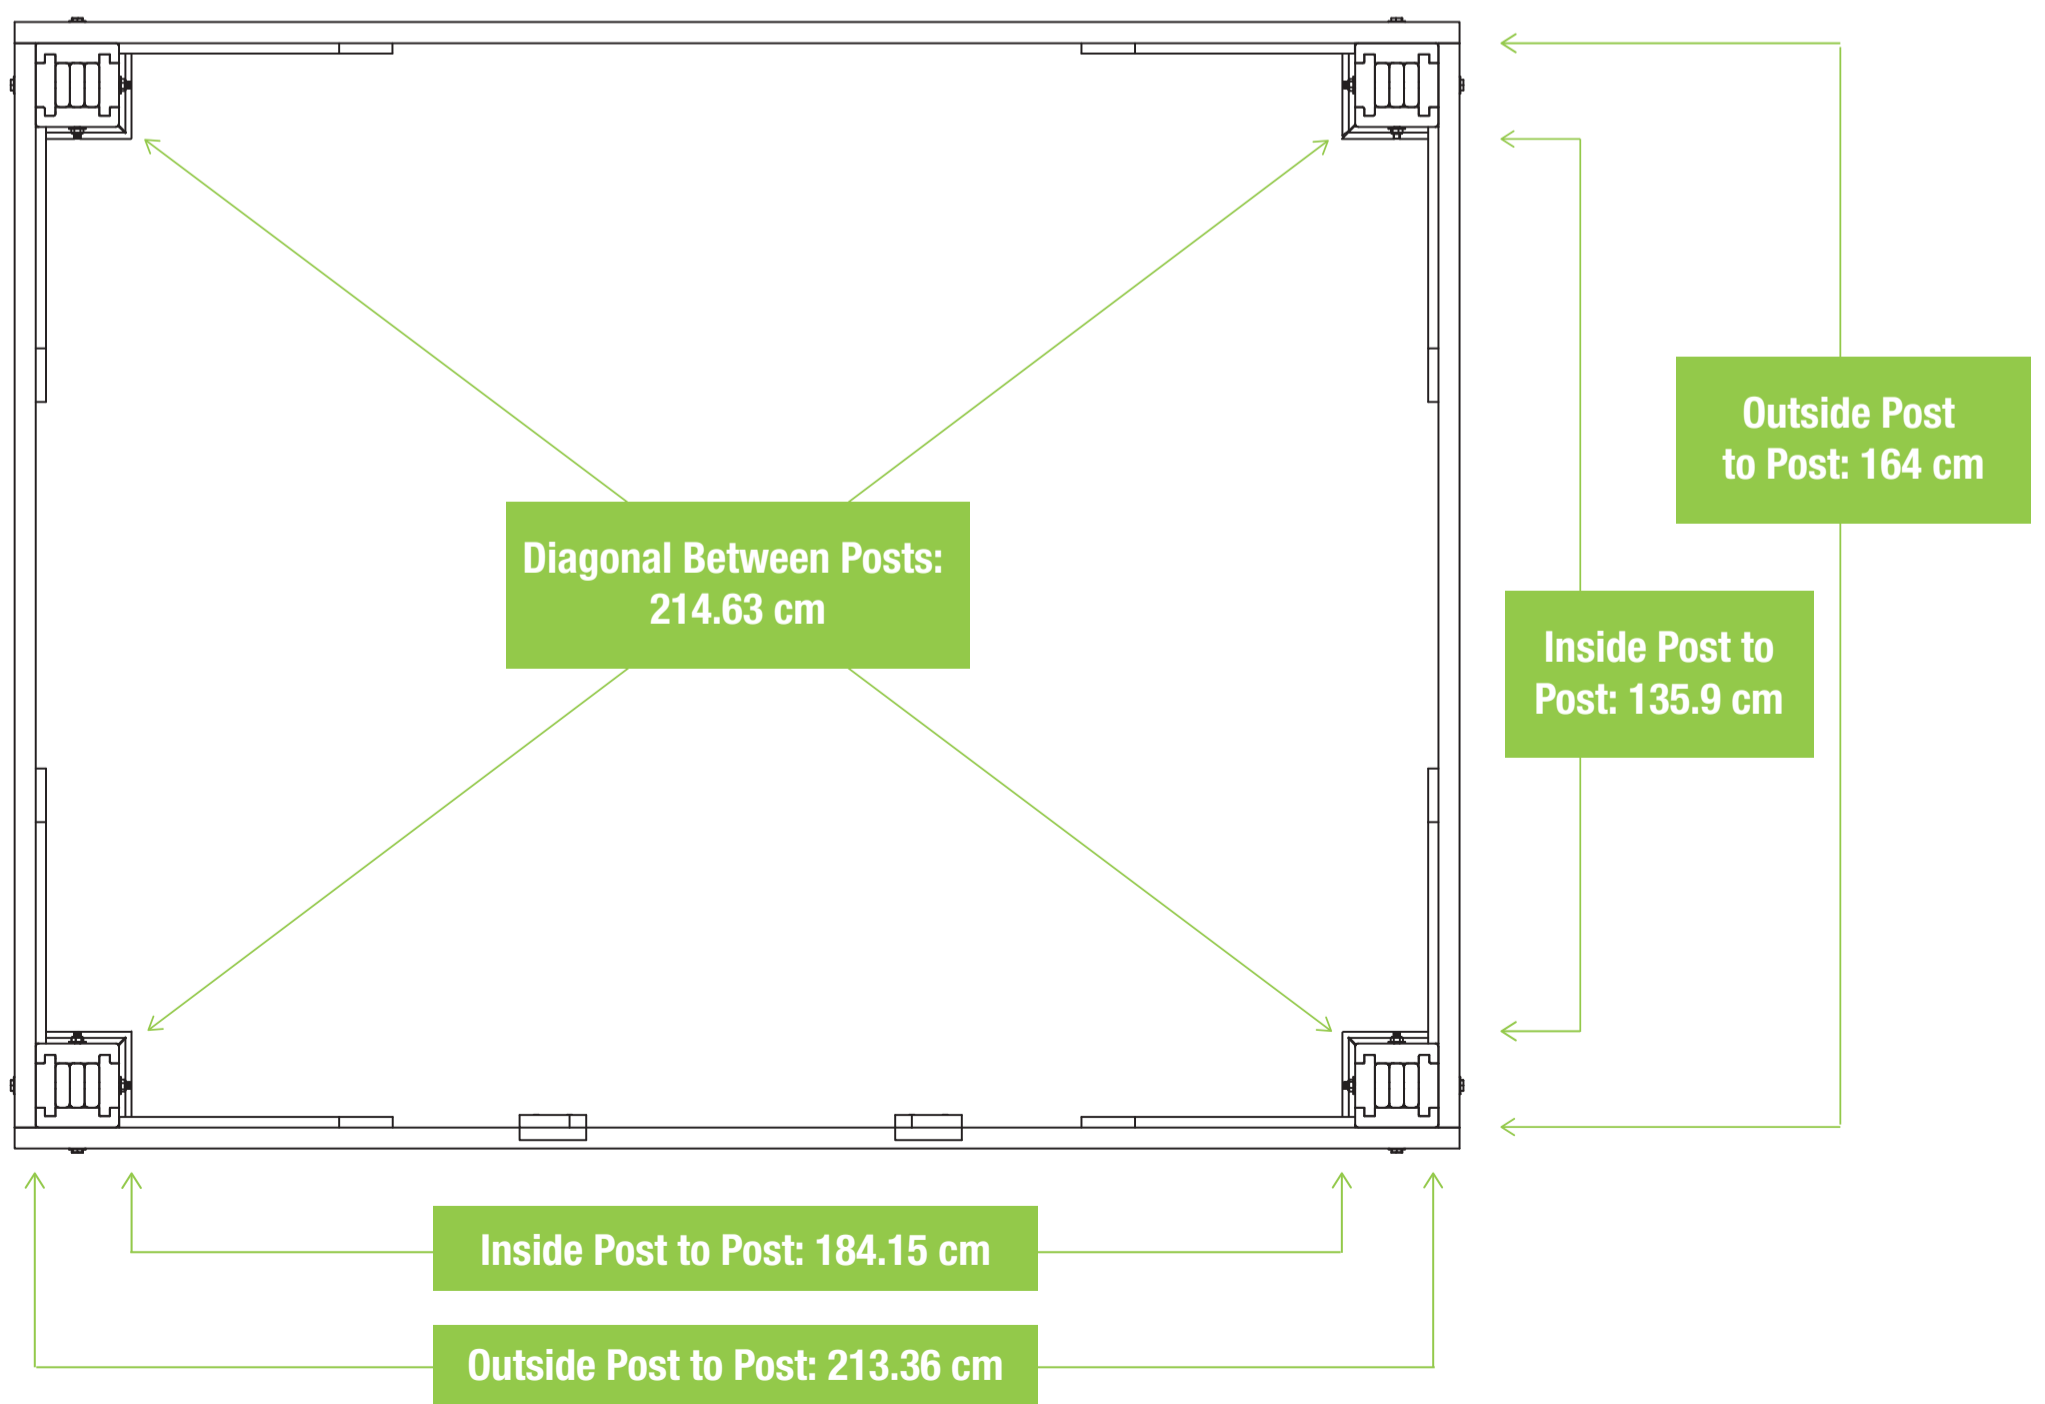 Outside Post
to Post: 164 cm
Diagonal Between Posts:
214.63 cm
Inside Post to
Post: 135.9 cm
Inside Post to Post: 184.15 cm
Outside Post to Post: 213.36 cm